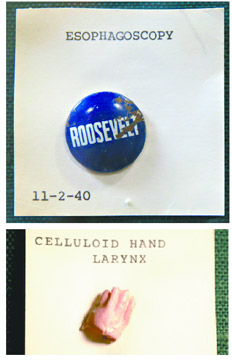 ESOPHAGOSCOPY
ROOSEVELT
11-2-40
CELLULOID HAND
LARYNX